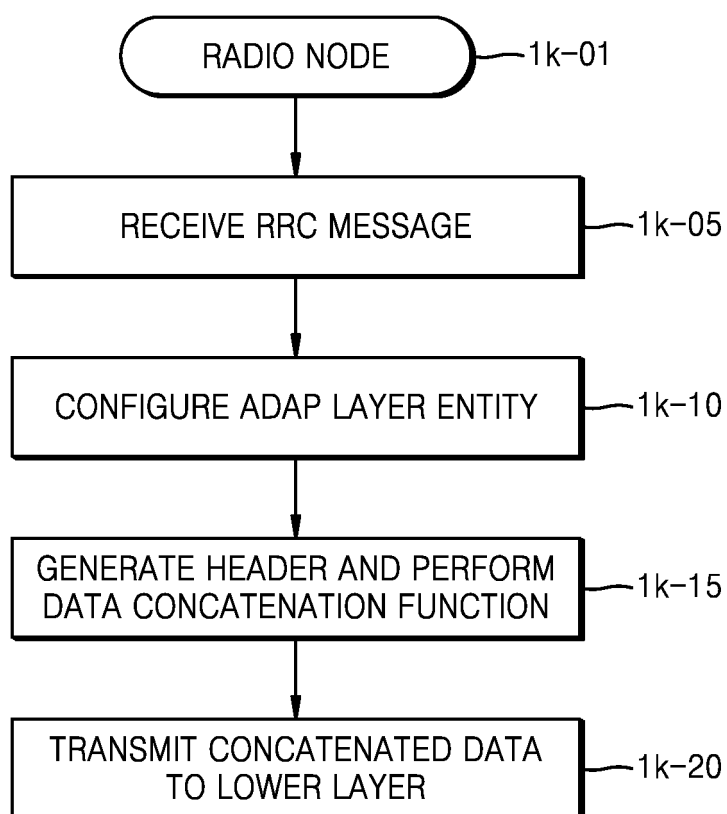 RADIO NODE
1k-01
RECEIVE RRC MESSAGE
1k-05
CONFIGURE ADAP LAYER ENTITY
1k-10
GENERATE HEADER AND PERFORM
DATA CONCATENATION FUNCTION
1k-15
TRANSMIT CONCATENATED DATA
TO LOWER LAYER
1k-20